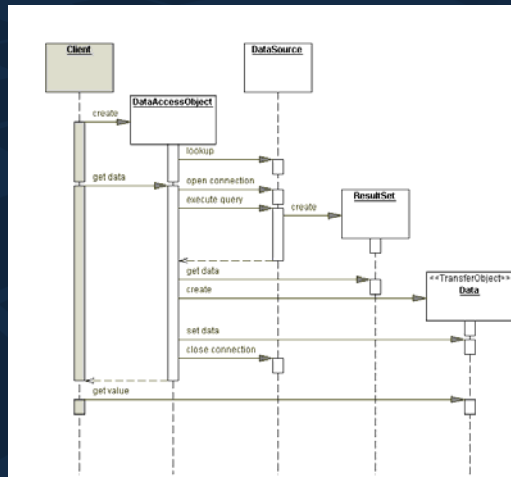 Client
DataSource
DataAccessObject
create
lookup
get data
open connection
execute query
create
ResultSet
get data
create
<<TransferObject>>
Data
set data
close connection
get value